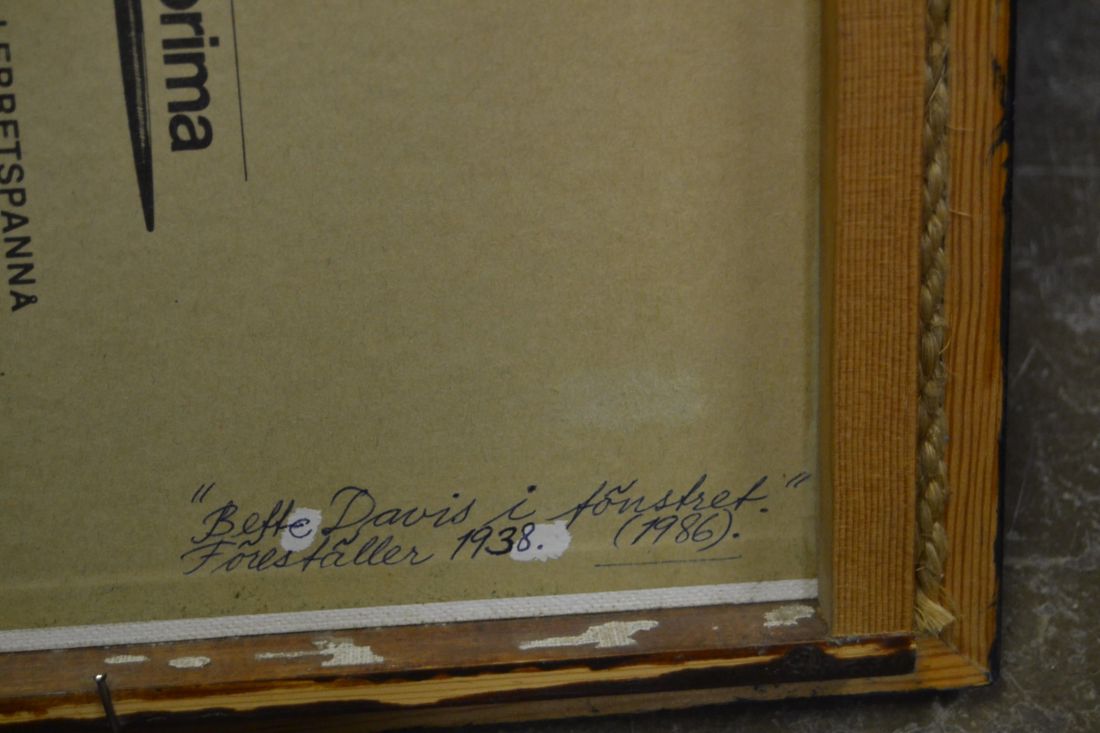 prima
LERRETSPANNÅ
"Bette Davis i fönstret."
Föreställer 1938. (1986).